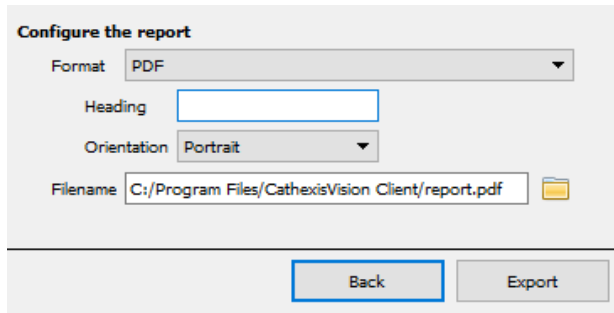 Configure the report
Format PDF
Heading
Orientation Portrait
Filename C:/Program Files/CathexisVision Client/report.pdf
Back Export